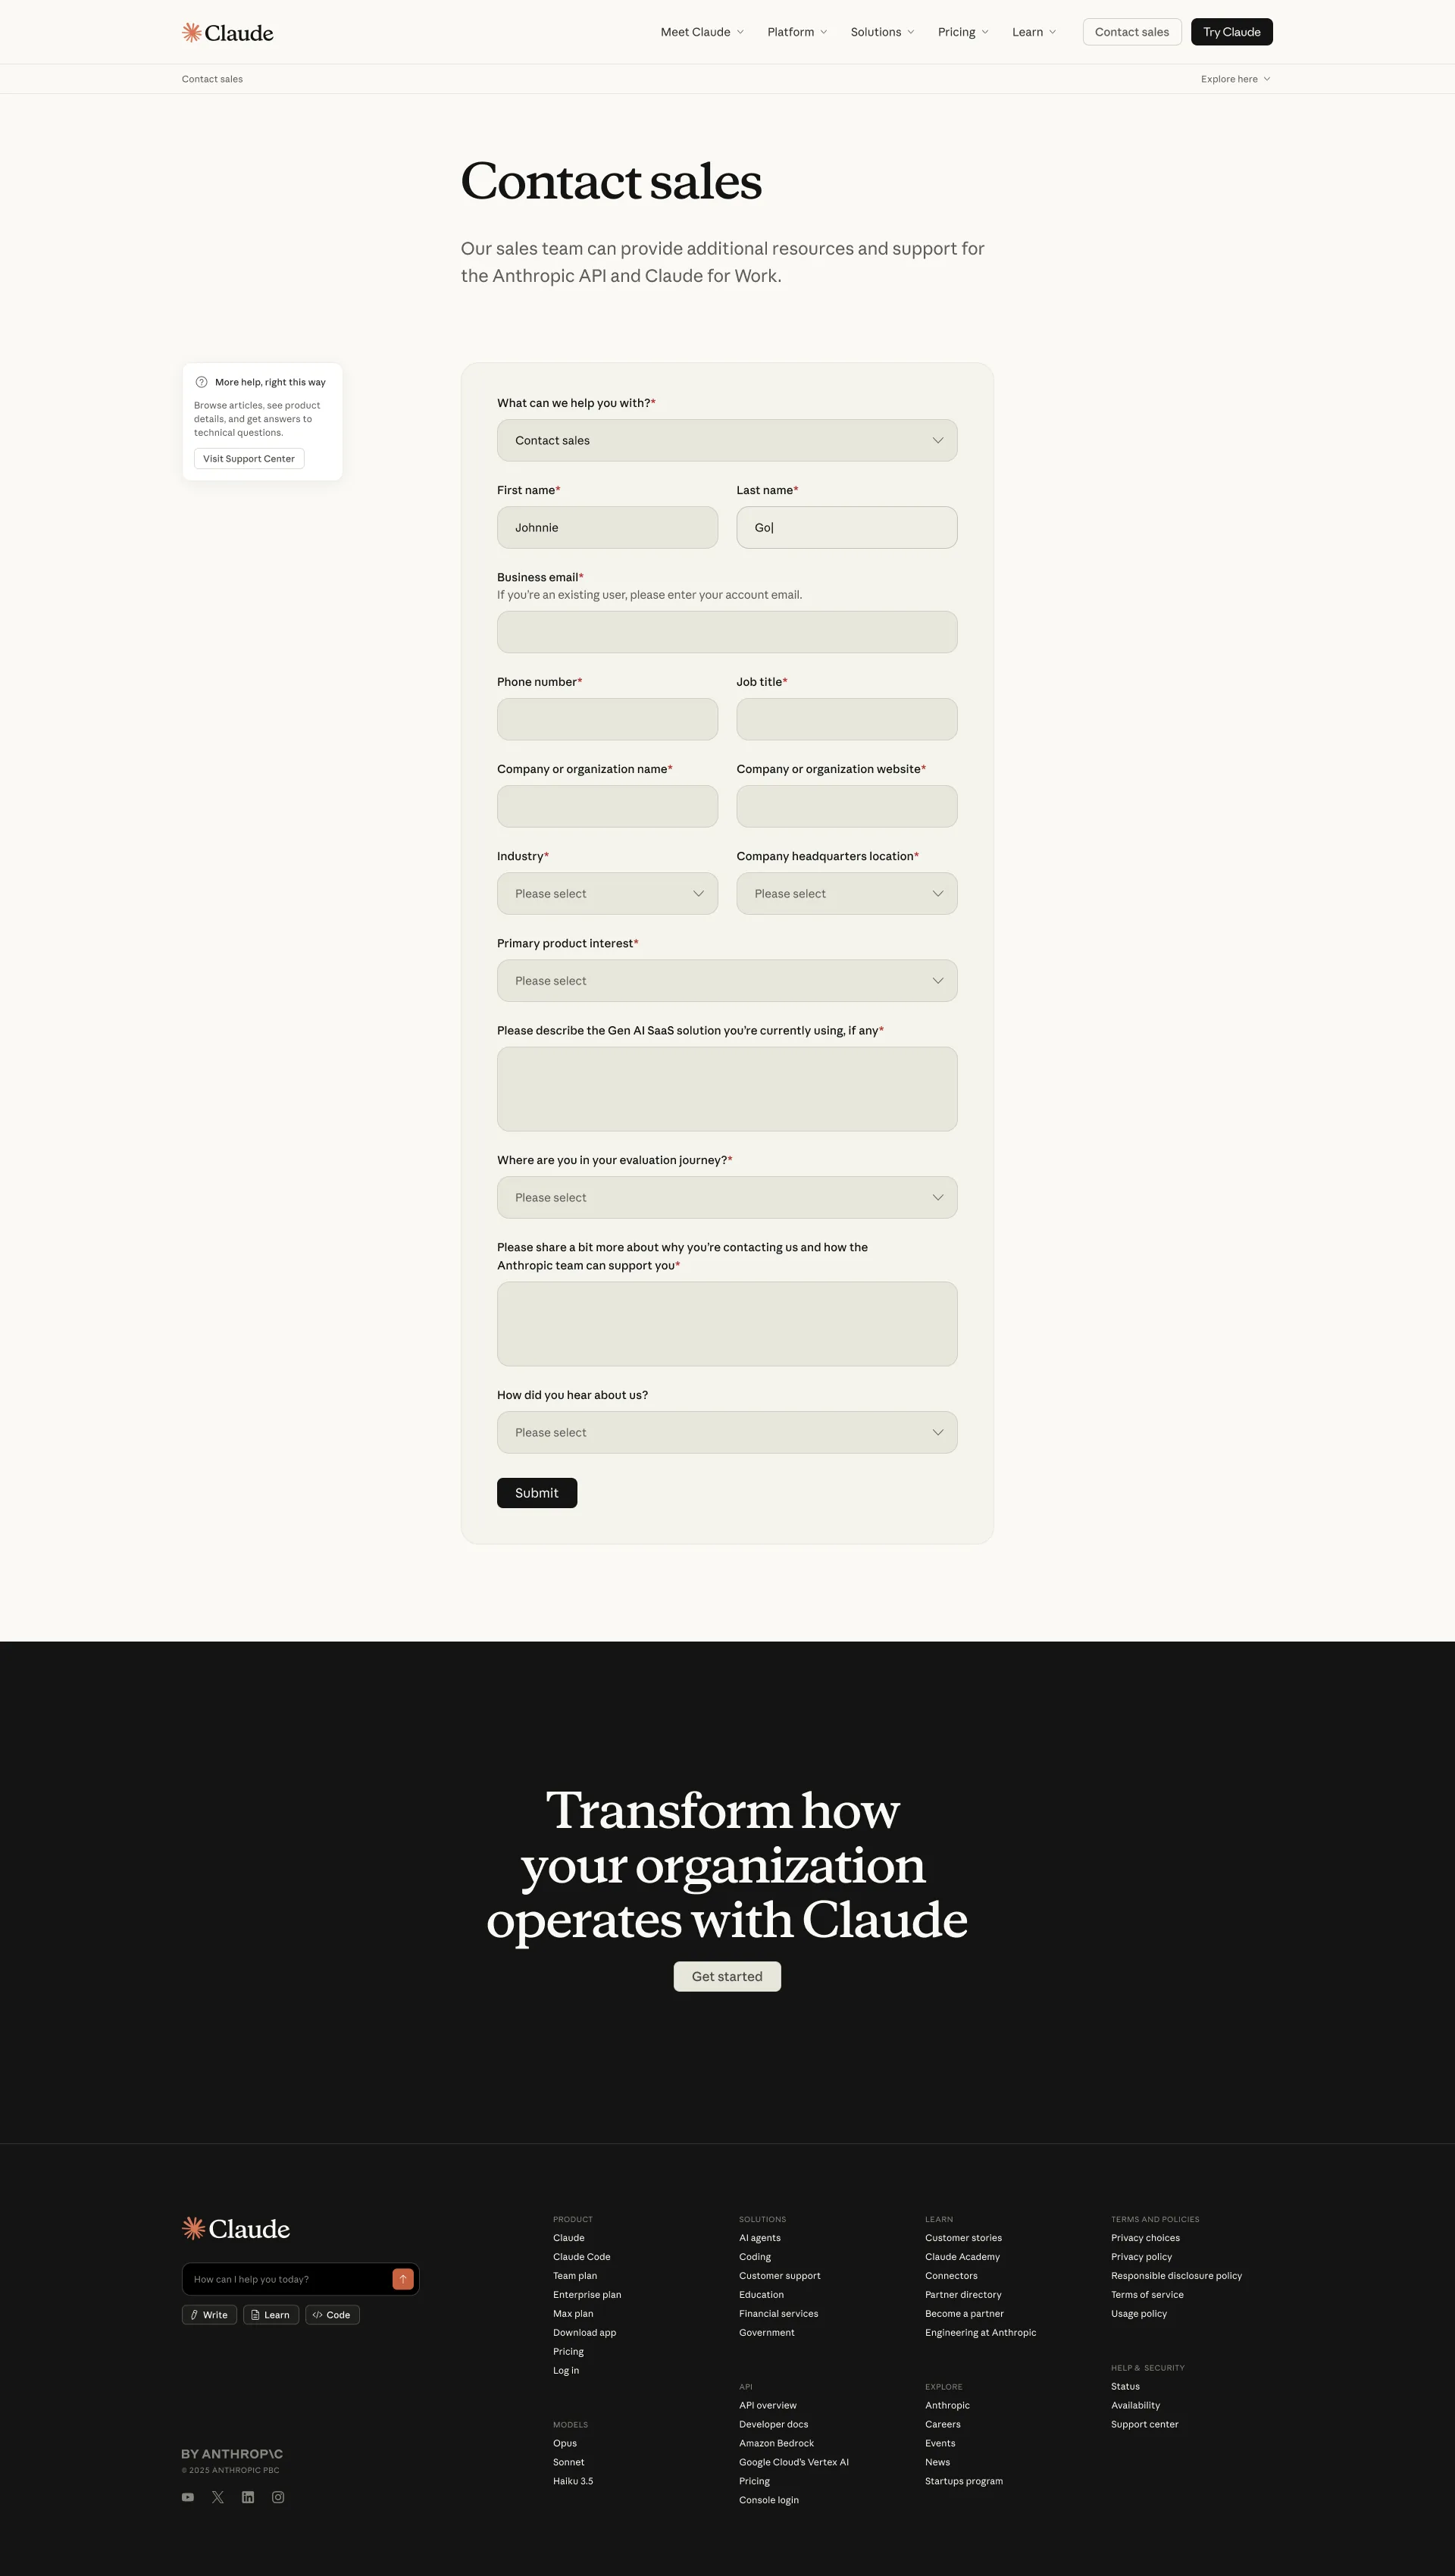 Claude
Meet Claude
Platform
Solutions
Pricing
Learn
Contact sales
Try Claude
Contact sales
Explore here
Contact sales
Our sales team can provide additional resources and support for
the Anthropic API and Claude for Work.
More help, right this way
Browse articles, see product
details, and get answers to
technical questions.
Visit Support Center
What can we help you with?*
Contact sales
First name*
Last name*
Johnnie
Go
Business email*
If you're an existing user, please enter your account email.
Phone number*
Job title*
Company or organization name*
Company or organization website*
Industry*
Company headquarters location*
Please select
Please select
Primary product interest*
Please select
Please describe the Gen AI SaaS solution you're currently using, if any*
Where are you in your evaluation journey?*
Please select
Please share a bit more about why you're contacting us and how the
Anthropic team can support you*
How did you hear about us?
Please select
Submit
Transform how
your organization
operates with Claude
Get started
Claude
How can I help you today?
Write
Learn
Code
BY ANTHROP\C
© 2025 ANTHROPIC PBC
PRODUCT
Claude
Claude Code
Team plan
Enterprise plan
Max plan
Download app
Pricing
Log in
MODELS
Opus
Sonnet
Haiku 3.5
SOLUTIONS
AI agents
Coding
Customer support
Education
Financial services
Government
API
API overview
Developer docs
Amazon Bedrock
Google Cloud's Vertex AI
Pricing
Console login
LEARN
Customer stories
Claude Academy
Connectors
Partner directory
Become a partner
Engineering at Anthropic
EXPLORE
Anthropic
Careers
Events
News
Startups program
TERMS AND POLICIES
Privacy choices
Privacy policy
Responsible disclosure policy
Terms of service
Usage policy
HELP & SECURITY
Status
Availability
Support center